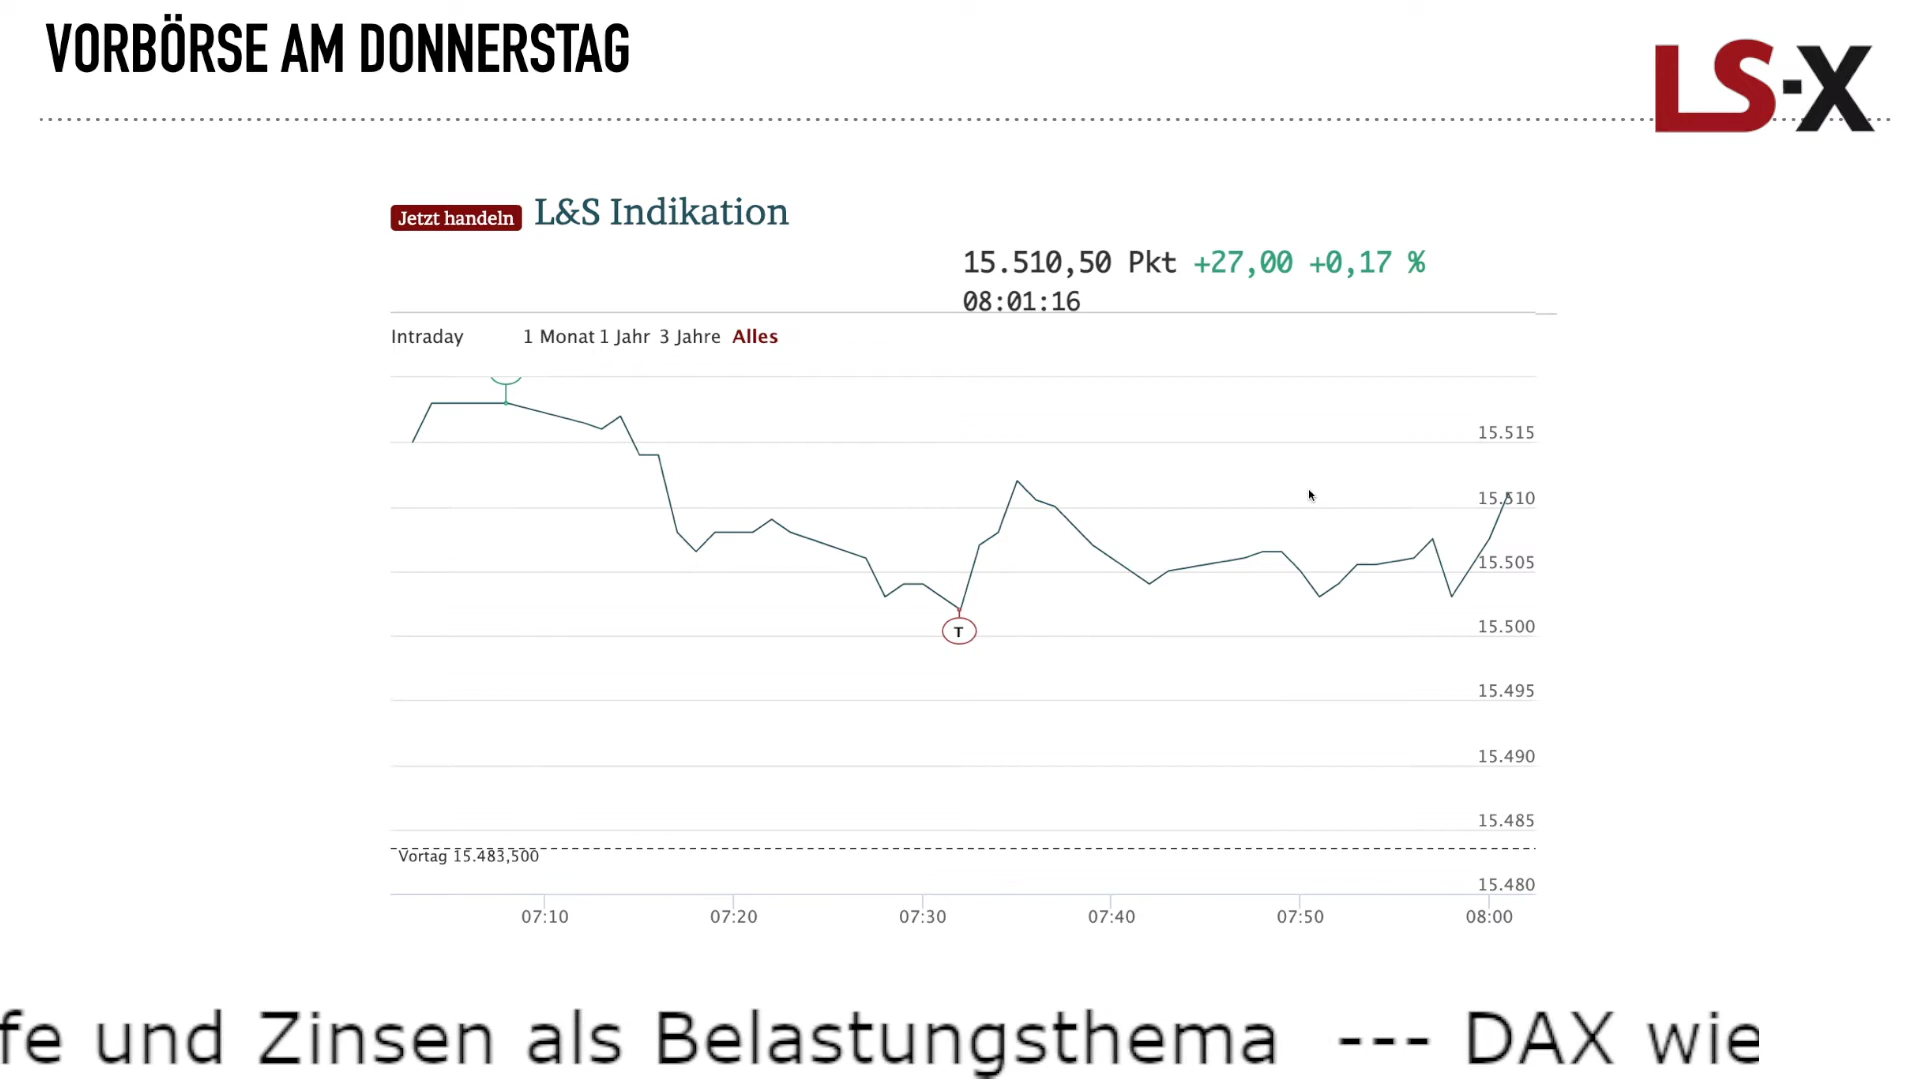 VORBÖRSE AM DONNERSTAG
LS-X
Jetzt handeln L&S Indikation
15.510,50 Pkt +27,00 +0,17 %
08:01:16
Intraday 1 Monat 1 Jahr 3 Jahre Alles
15.515
15.510
15.505
T
15.500
15.495
15.490
15.485
Vortag 15.483,500
15.480
07:10 07:20 07:30 07:40 07:50 08:00
fe und Zinsen als Belastungsthema --- DAX wie